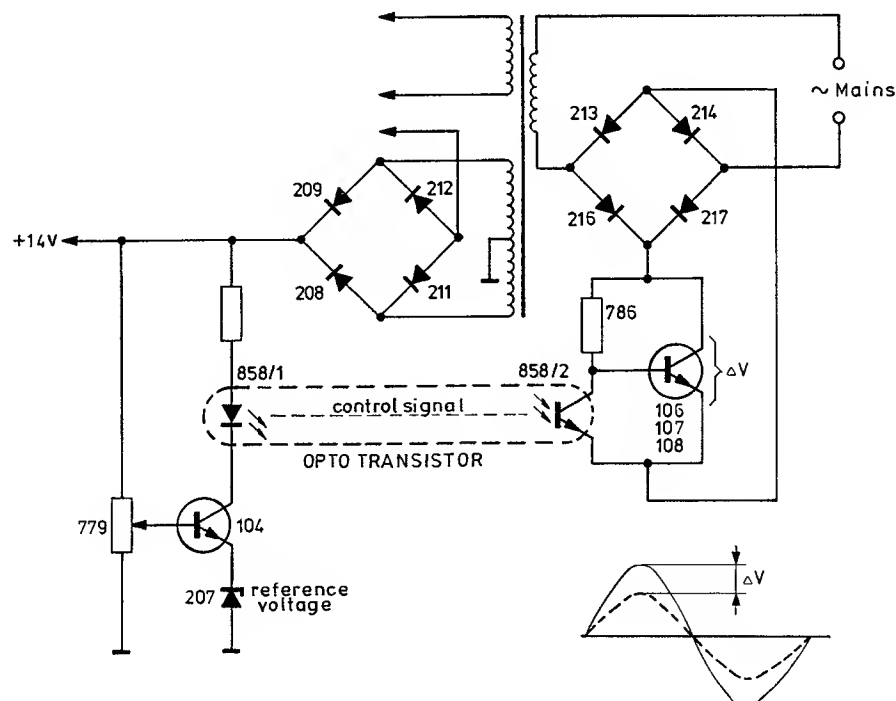 ~ Mains
213
214
209
212
216
217
+14V
208
211
786
858/1
858/2
ΔV
control signal
106
107
108
OPTO TRANSISTOR
779
104
ΔV
207
reference
voltage